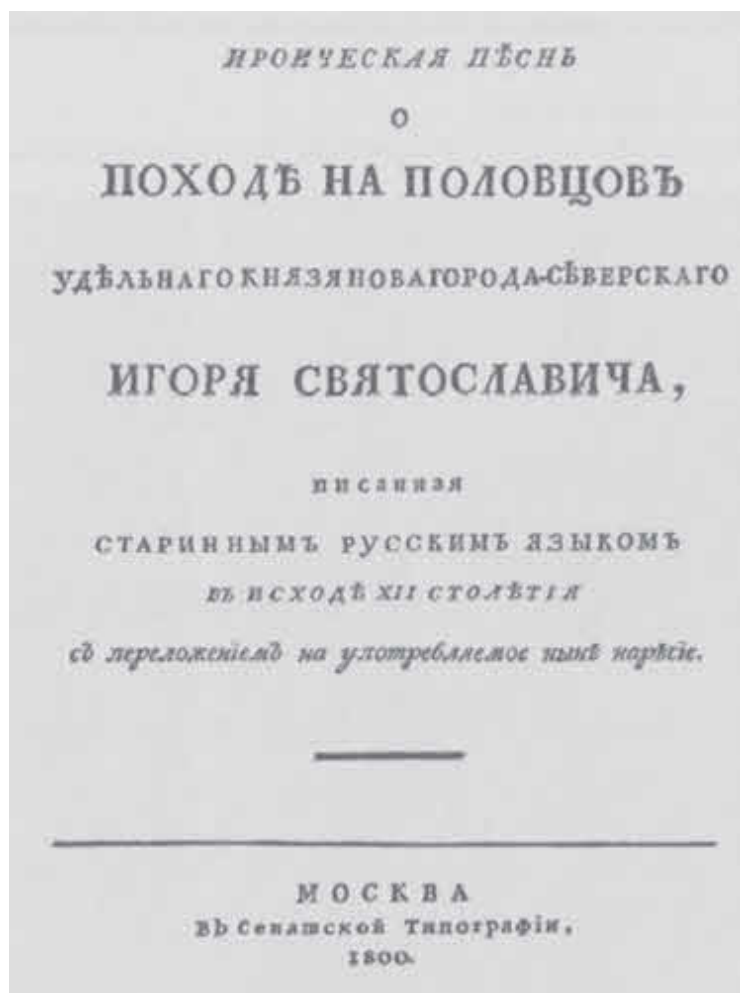 ИРОИЧЕСКАЯ ПѢСНЬ
О
ПОХОДѢ НА ПОЛОВЦОВЪ
УДѢЛЬНАГО КНЯЗЯ НОВАГОРОДА-СѢВЕРСКАГО
ИГОРЯ СВЯТОСЛАВИЧА,
писанная
СТАРИННЫМЪ РУССКИМЪ ЯЗЫКОМЪ
ВЪ ИСХОДѢ XII СТОЛѢТІЯ
съ переложеніемъ на употребляемое нынѣ нарѣчіе.
МОСКВА
Въ Сенатской Типографіи,
1800.